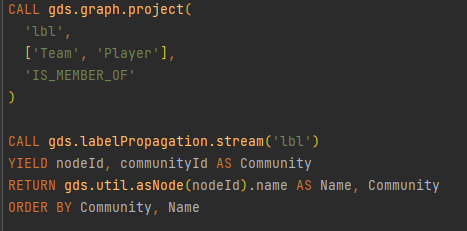 CALL gds.graph.project(
  'lbl',
  ['Team', 'Player'],
  'IS_MEMBER_OF'
)

CALL gds.labelPropagation.stream('lbl')
YIELD nodeId, communityId AS Community
RETURN gds.util.asNode(nodeId).name AS Name, Community
ORDER BY Community, Name